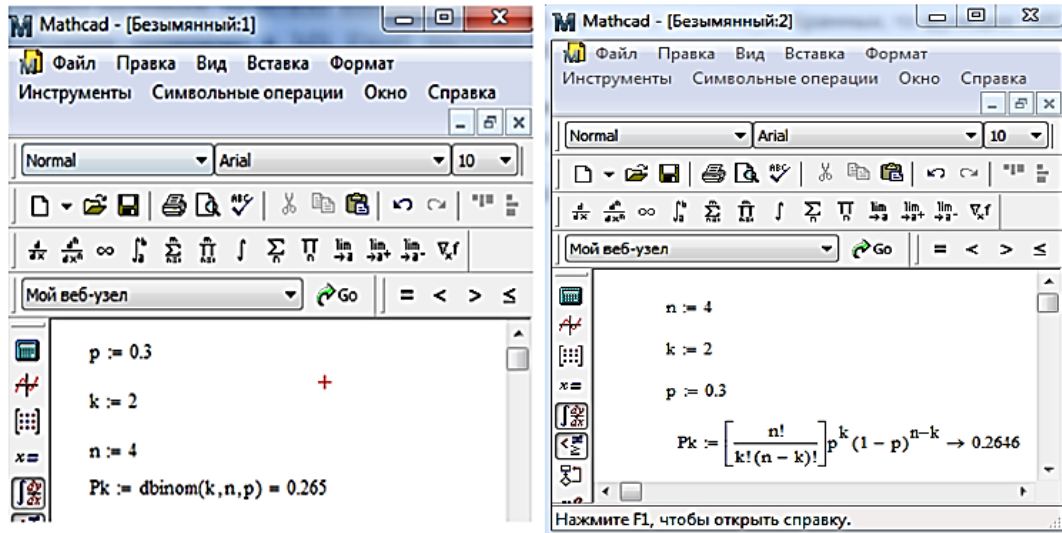 Mathcad - [Безымянный:1]
Файл Правка Вид Вставка Формат
Инструменты Символьные операции Окно Справка
Normal Arial 10
Мой веб-узел Go = < > ≤
p := 0.3
k := 2
n := 4
Pk := dbinom(k,n,p) = 0.265
Mathcad - [Безымянный:2]
Файл Правка Вид Вставка Формат
Инструменты Символьные операции Окно Справка
Normal Arial 10
Мой веб-узел Go = < > ≤
n := 4
k := 2
p := 0.3
Pk := [n!/(k!(n − k)!)]p^k (1 − p)^(n−k) → 0.2646
Нажмите F1, чтобы открыть справку.